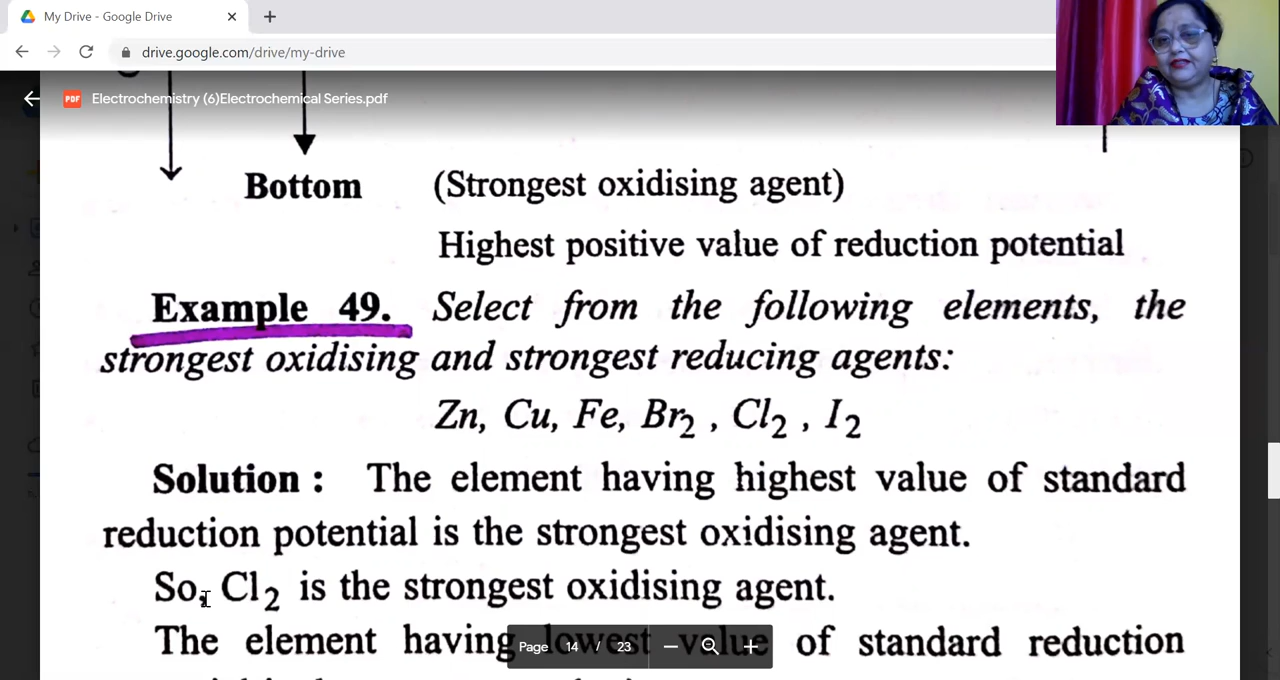 My Drive - Google Drive
drive.google.com/drive/my-drive
PDF Electrochemistry (6)Electrochemical Series.pdf
Bottom (Strongest oxidising agent)
Highest positive value of reduction potential
Example 49. Select from the following elements, the
strongest oxidising and strongest reducing agents:
Zn, Cu, Fe, Br₂ , Cl₂ , I₂
Solution : The element having highest value of standard
reduction potential is the strongest oxidising agent.
So, Cl₂ is the strongest oxidising agent.
The element having lowest value of standard reduction
Page 14 / 23